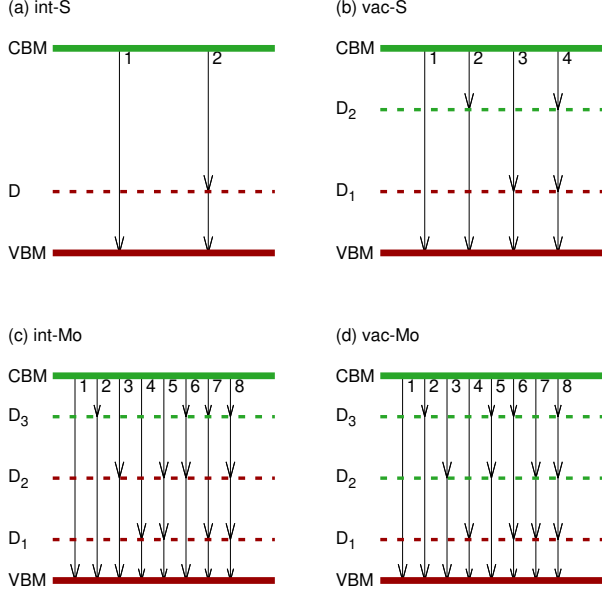 (a) int-S
CBM
1 2
D
VBM
(b) vac-S
CBM
1 2 3 4
D2
D1
VBM
(c) int-Mo
CBM
1 2 3 4 5 6 7 8
D3
D2
D1
VBM
(d) vac-Mo
CBM
1 2 3 4 5 6 7 8
D3
D2
D1
VBM